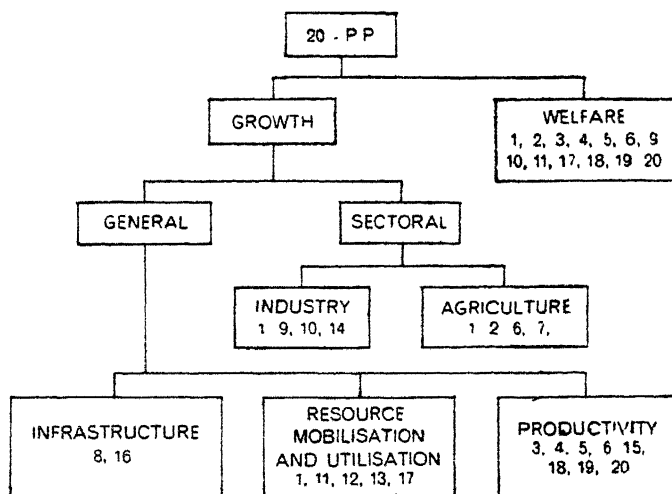 20 - P P
GROWTH
WELFARE
1, 2, 3, 4, 5, 6, 9
10, 11, 17, 18, 19 20
GENERAL
SECTORAL
INDUSTRY
1 9, 10, 14
AGRICULTURE
1 2 6, 7,
INFRASTRUCTURE
8, 16
RESOURCE
MOBILISATION
AND UTILISATION
1, 11, 12, 13, 17
PRODUCTIVITY
3, 4, 5, 6 15,
18, 19, 20